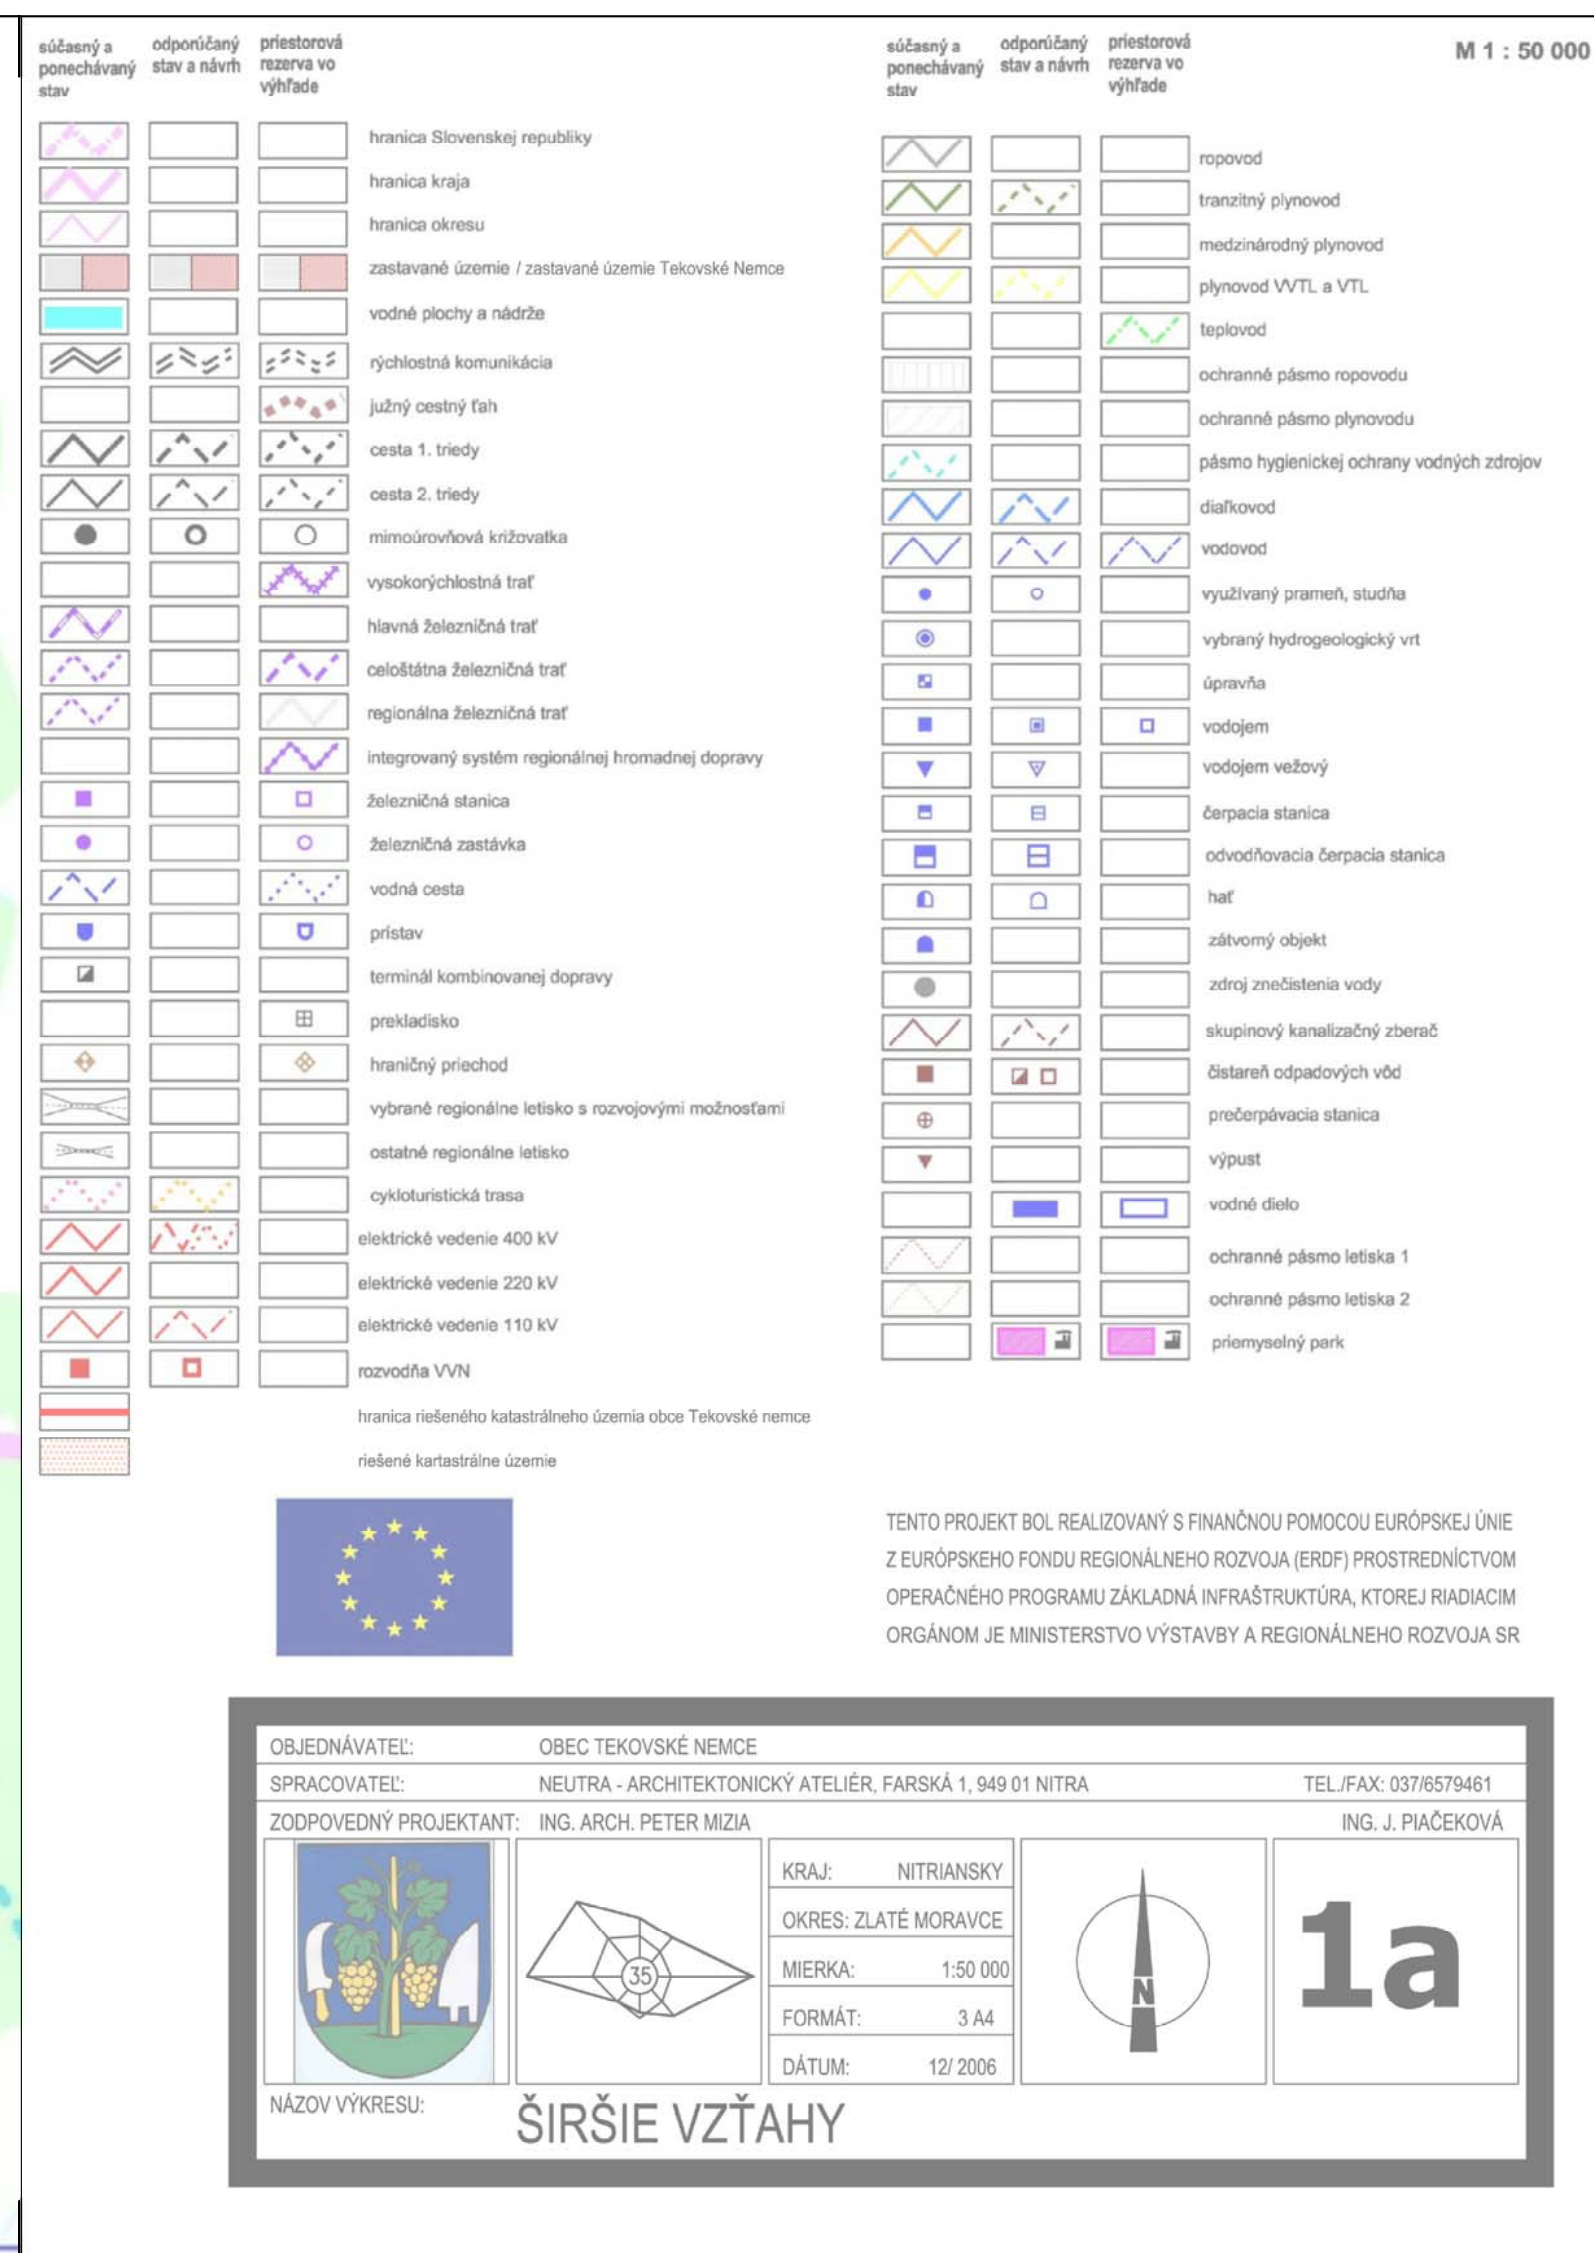 súčasný a
ponechávaný
stav
odporúčaný
stav a návrh
priestorová
rezerva vo
výhľade
hranica Slovenskej republiky
hranica kraja
hranica okresu
zastavané územie / zastavané územie Tekovské Nemce
vodné plochy a nádrže
rýchlostná komunikácia
južný cestný ťah
cesta 1. triedy
cesta 2. triedy
mimoúrovňová križovatka
vysokorýchlostná trať
hlavná železničná trať
celoštátna železničná trať
regionálna železničná trať
integrovaný systém regionálnej hromadnej dopravy
železničná stanica
železničná zastávka
vodná cesta
prístav
terminál kombinovanej dopravy
prekladisko
hraničný priechod
vybrané regionálne letisko s rozvojovými možnosťami
ostatné regionálne letisko
cykloturistická trasa
elektrické vedenie 400 kV
elektrické vedenie 220 kV
elektrické vedenie 110 kV
rozvodňa VVN
hranica riešeného katastrálneho územia obce Tekovské nemce
riešené kartastrálne územie
súčasný a
ponechávaný
stav
odporúčaný
stav a návrh
priestorová
rezerva vo
výhľade
M 1 : 50 000
ropovod
tranzitný plynovod
medzinárodný plynovod
plynovod VVTL a VTL
teplovod
ochranné pásmo ropovodu
ochranné pásmo plynovodu
pásmo hygienickej ochrany vodných zdrojov
diaľkovod
vodovod
využívaný prameň, studňa
vybraný hydrogeologický vrt
úpravňa
vodojem
vodojem vežový
čerpacia stanica
odvodňovacia čerpacia stanica
hať
zátvorný objekt
zdroj znečistenia vody
skupinový kanalizačný zberač
čistareň odpadových vôd
prečerpávacia stanica
výpust
vodné dielo
ochranné pásmo letiska 1
ochranné pásmo letiska 2
priemyselný park
TENTO PROJEKT BOL REALIZOVANÝ S FINANČNOU POMOCOU EURÓPSKEJ ÚNIE
Z EURÓPSKEHO FONDU REGIONÁLNEHO ROZVOJA (ERDF) PROSTREDNÍCTVOM
OPERAČNÉHO PROGRAMU ZÁKLADNÁ INFRAŠTRUKTÚRA, KTOREJ RIADIACIM
ORGÁNOM JE MINISTERSTVO VÝSTAVBY A REGIONÁLNEHO ROZVOJA SR
OBJEDNÁVATEĽ: OBEC TEKOVSKÉ NEMCE
SPRACOVATEĽ: NEUTRA - ARCHITEKTONICKÝ ATELIÉR, FARSKÁ 1, 949 01 NITRA TEL./FAX: 037/6579461
ZODPOVEDNÝ PROJEKTANT: ING. ARCH. PETER MIZIA ING. J. PIAČEKOVÁ
35
KRAJ: NITRIANSKY
OKRES: ZLATÉ MORAVCE
MIERKA: 1:50 000
FORMÁT: 3 A4
DÁTUM: 12/ 2006
N
1a
NÁZOV VÝKRESU: ŠIRŠIE VZŤAHY